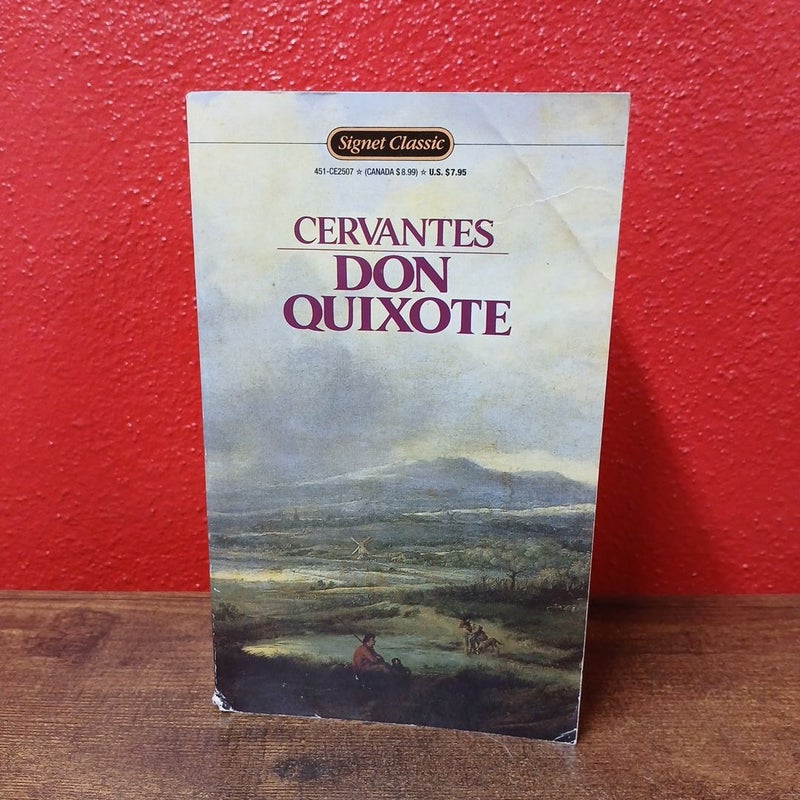 Signet Classic
451-CE2507 ☆ (CANADA $8.99) ☆ U.S. $7.95
CERVANTES
DON
QUIXOTE